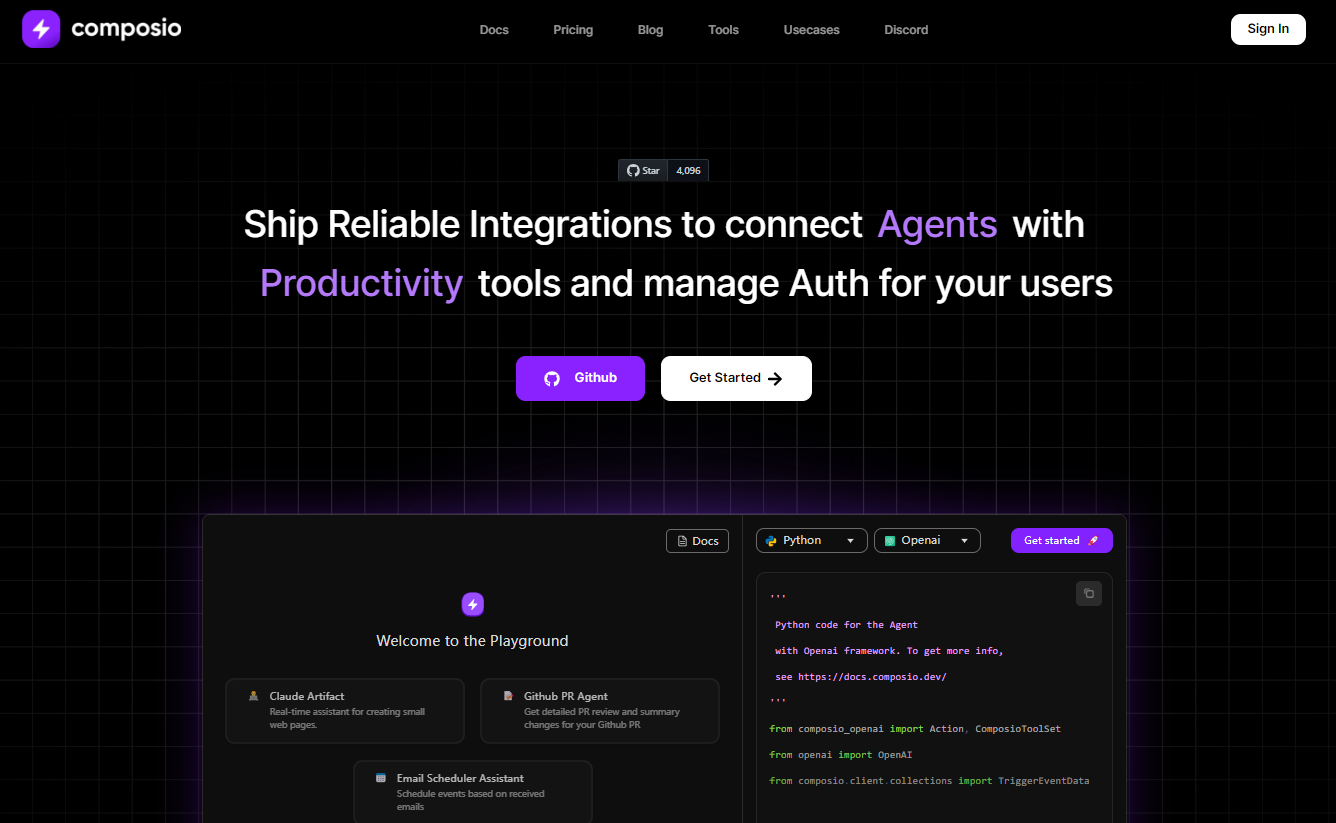 composio
Docs Pricing Blog Tools Usecases Discord
Sign In
Star 4,096
Ship Reliable Integrations to connect Agents with
Productivity tools and manage Auth for your users
Github
Get Started
Docs
Welcome to the Playground
Claude Artifact
Real-time assistant for creating small
web pages.
Github PR Agent
Get detailed PR review and summary
changes for your Github PR
Email Scheduler Assistant
Schedule events based on received
emails
Python
Openai
Get started
'''
Python code for the Agent
with Openai framework. To get more info,
see https://docs.composio.dev/
'''
from composio_openai import Action, ComposioToolSet
from openai import OpenAI
from composio.client.collections import TriggerEventData